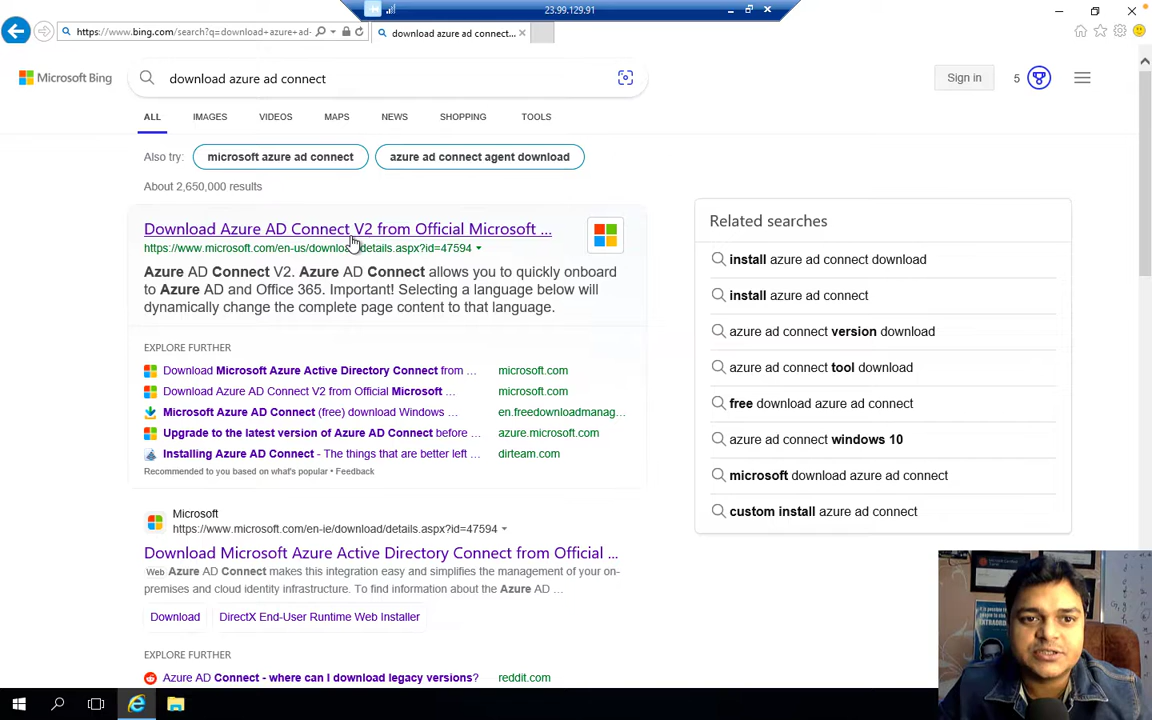 23.99.129.91
https://www.bing.com/search?q=download+azure+ad-
download azure ad connect...
Microsoft Bing
download azure ad connect
Sign in
5
ALL
IMAGES
VIDEOS
MAPS
NEWS
SHOPPING
TOOLS
Also try:
microsoft azure ad connect
azure ad connect agent download
About 2,650,000 results
Download Azure AD Connect V2 from Official Microsoft ...
https://www.microsoft.com/en-us/download/details.aspx?id=47594
Azure AD Connect V2. Azure AD Connect allows you to quickly onboard
to Azure AD and Office 365. Important! Selecting a language below will
dynamically change the complete page content to that language.
EXPLORE FURTHER
Download Microsoft Azure Active Directory Connect from ... microsoft.com
Download Azure AD Connect V2 from Official Microsoft ... microsoft.com
Microsoft Azure AD Connect (free) download Windows ... en.freedownloadmanag...
Upgrade to the latest version of Azure AD Connect before ... azure.microsoft.com
Installing Azure AD Connect - The things that are better left ... dirteam.com
Recommended to you based on what's popular • Feedback
Microsoft
https://www.microsoft.com/en-ie/download/details.aspx?id=47594
Download Microsoft Azure Active Directory Connect from Official ...
Web Azure AD Connect makes this integration easy and simplifies the management of your on-
premises and cloud identity infrastructure. To find information about the Azure AD ...
Download
DirectX End-User Runtime Web Installer
EXPLORE FURTHER
Azure AD Connect - where can I download legacy versions? reddit.com
Related searches
install azure ad connect download
install azure ad connect
azure ad connect version download
azure ad connect tool download
free download azure ad connect
azure ad connect windows 10
microsoft download azure ad connect
custom install azure ad connect